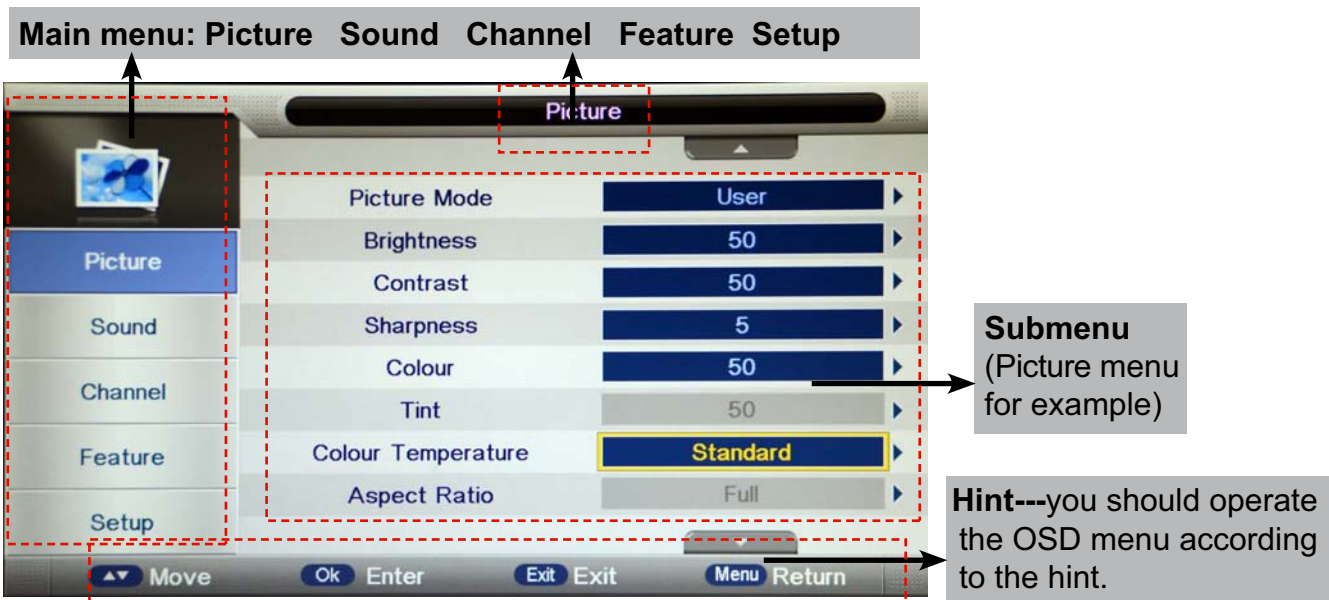 Main menu: Picture Sound Channel Feature Setup
Picture
Picture
Sound
Channel
Feature
Setup
Picture Mode User
Brightness 50
Contrast 50
Sharpness 5
Colour 50
Tint 50
Colour Temperature Standard
Aspect Ratio Full
Move Ok Enter Exit Exit Menu Return
Submenu
(Picture menu
for example)
Hint---you should operate
the OSD menu according
to the hint.